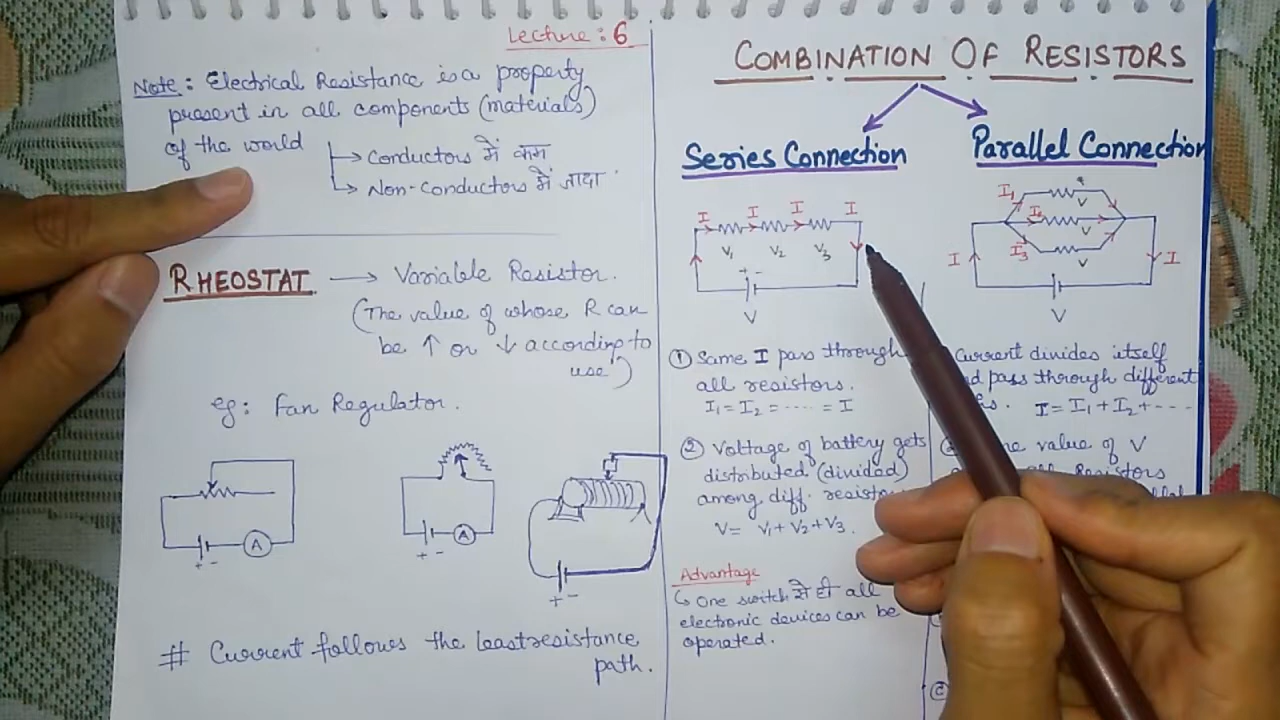 Lecture : 6
Note : Electrical Resistance is a property
present in all components (materials)
of the world
Conductors में कम
Non-Conductors में जादा
RHEOSTAT → Variable Resistor.
(The value of whose R can
be ↑ or ↓ according to
use)
eg: Fan Regulator.
A
+ -
A
+ -
+ -
# Current follows the least resistance
path.
COMBINATION OF RESISTORS
Series Connection
I I I I
V1 V2 V3
+ -
V
① Same I pass through
all resistors.
I1 = I2 = ---- = I
② Voltage of battery gets
distributed (divided)
among diff. resistor
V = V1 + V2 + V3.
Advantage
↳ One switch से ही all
electronic devices can be
operated.
Parallel Connection
I1 V
V
I3 V
I I
V
Current divides itself
pass through different
I = I1 + I2 + ---
value of V
Resistors